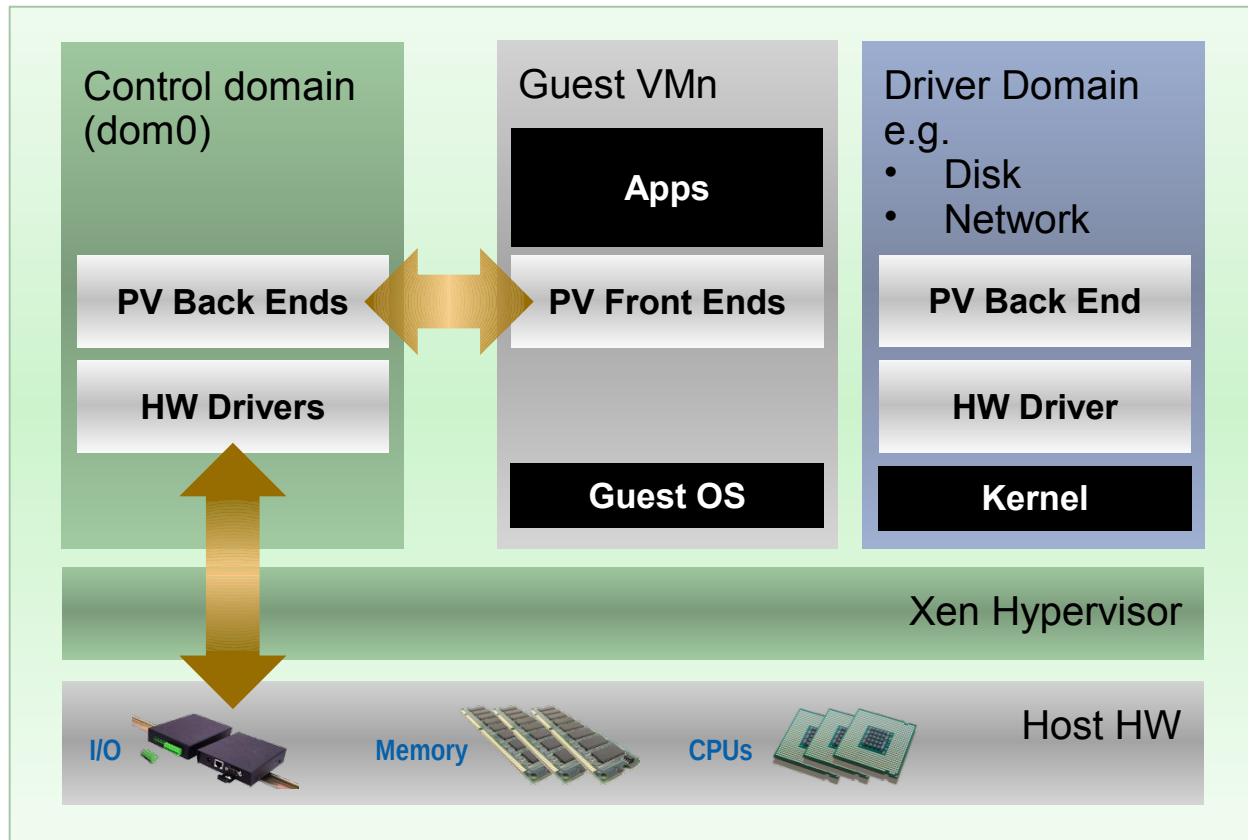 Control domain
(dom0)
PV Back Ends
HW Drivers
Guest VMn
Apps
PV Front Ends
Guest OS
Driver Domain
e.g.
• Disk
• Network
PV Back End
HW Driver
Kernel
Xen Hypervisor
Host HW
I/O
Memory
CPUs